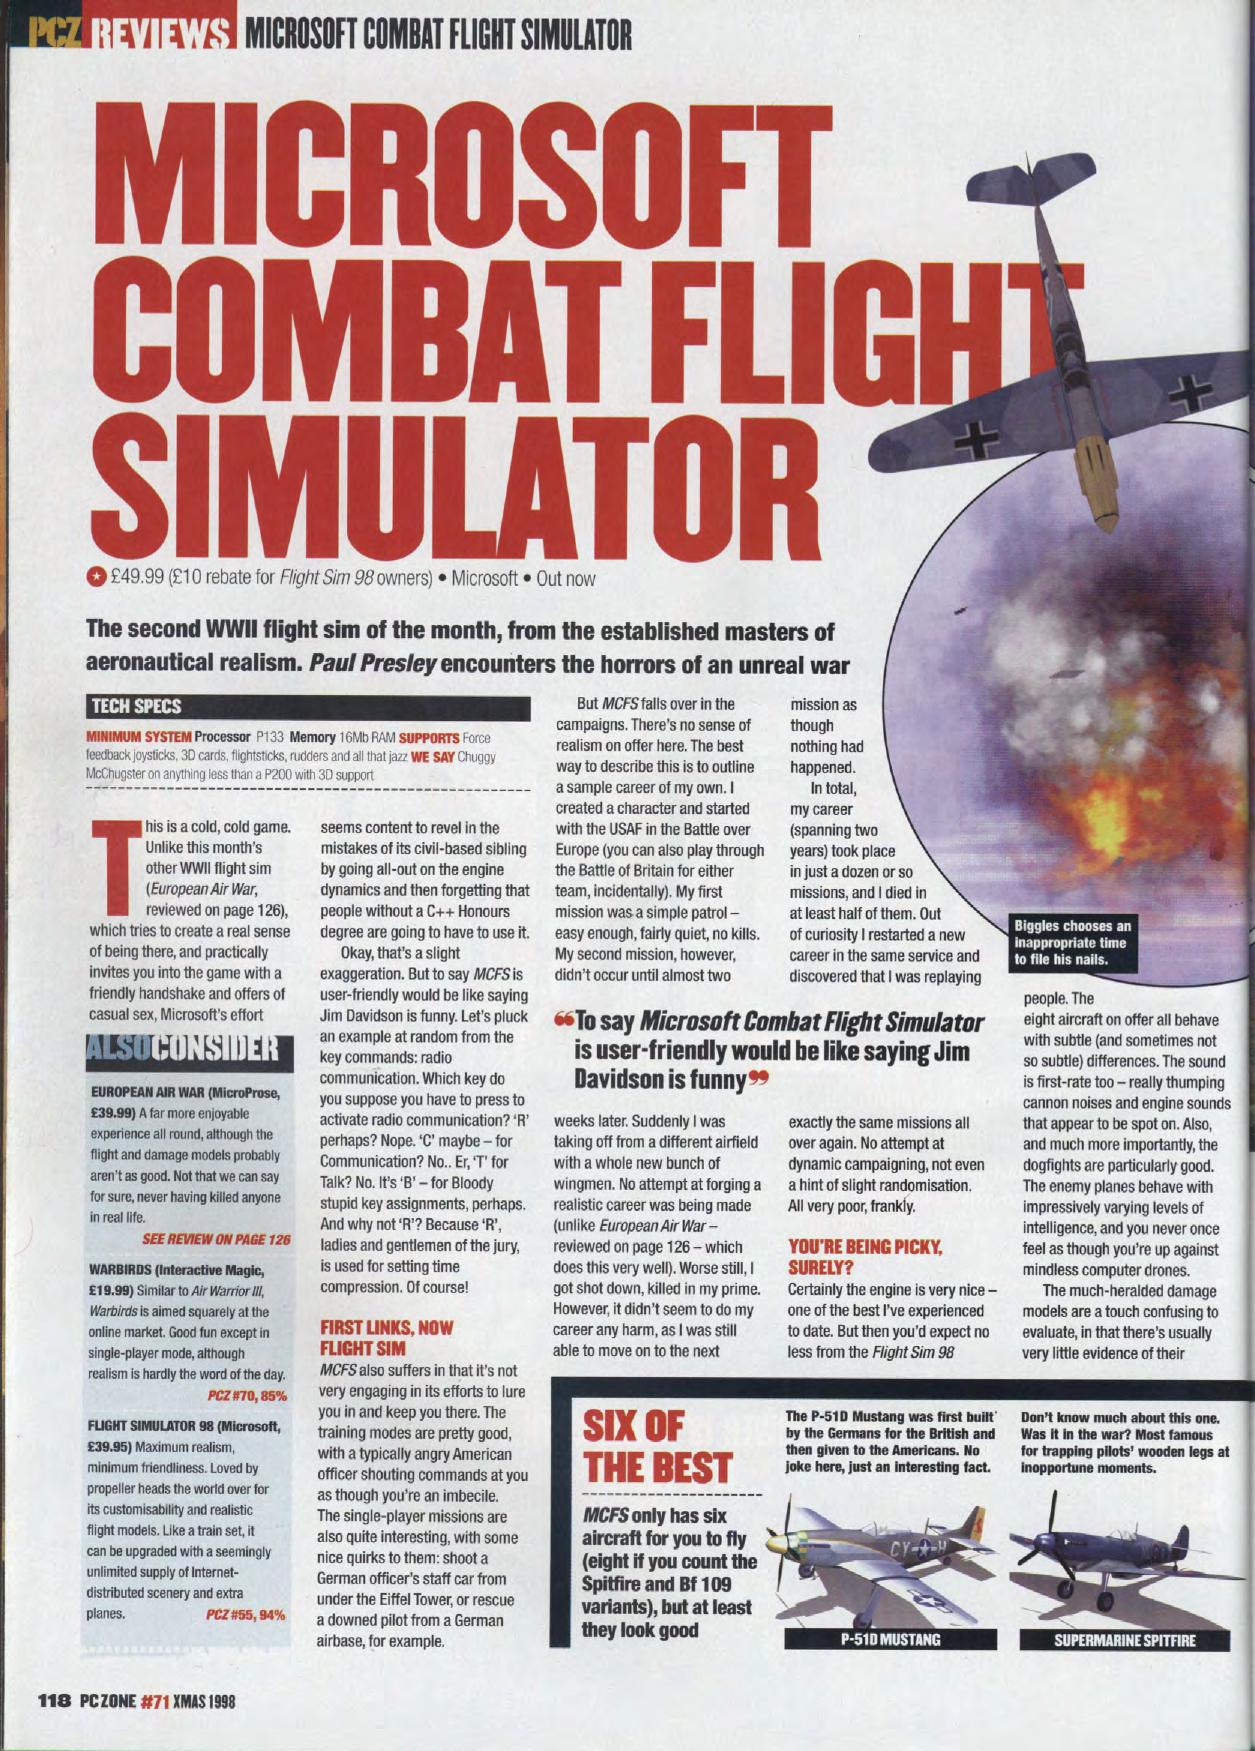 PCZ REVIEWS MICROSOFT COMBAT FLIGHT SIMULATOR
MICROSOFT
COMBAT FLIGHT
SIMULATOR
£49.99 (£10 rebate for Flight Sim 98 owners) • Microsoft • Out now
The second WWII flight sim of the month, from the established masters of
aeronautical realism. Paul Presley encounters the horrors of an unreal war
TECH SPECS
MINIMUM SYSTEM Processor P133 Memory 16Mb RAM SUPPORTS Force
feedback joysticks, 3D cards, flightsticks, rudders and all that jazz WE SAY Chuggy
McChugster on anything less than a P200 with 3D support
This is a cold, cold game.
Unlike this month's
other WWII flight sim
(European Air War,
reviewed on page 126),
which tries to create a real sense
of being there, and practically
invites you into the game with a
friendly handshake and offers of
casual sex, Microsoft's effort
ALSO CONSIDER
EUROPEAN AIR WAR (MicroProse,
£39.99) A far more enjoyable
experience all round, although the
flight and damage models probably
aren't as good. Not that we can say
for sure, never having killed anyone
in real life.
SEE REVIEW ON PAGE 126
WARBIRDS (Interactive Magic,
£19.99) Similar to Air Warrior III,
Warbirds is aimed squarely at the
online market. Good fun except in
single-player mode, although
realism is hardly the word of the day.
PCZ #70, 85%
FLIGHT SIMULATOR 98 (Microsoft,
£39.95) Maximum realism,
minimum friendliness. Loved by
propeller heads the world over for
its customisability and realistic
flight models. Like a train set, it
can be upgraded with a seemingly
unlimited supply of Internet-
distributed scenery and extra
planes. PCZ #55, 94%
seems content to revel in the
mistakes of its civil-based sibling
by going all-out on the engine
dynamics and then forgetting that
people without a C++ Honours
degree are going to have to use it.
Okay, that's a slight
exaggeration. But to say MCFS is
user-friendly would be like saying
Jim Davidson is funny. Let's pluck
an example at random from the
key commands: radio
communication. Which key do
you suppose you have to press to
activate radio communication? 'R'
perhaps? Nope. 'C' maybe – for
Communication? No.. Er, 'T' for
Talk? No. It's 'B' – for Bloody
stupid key assignments, perhaps.
And why not 'R'? Because 'R',
ladies and gentlemen of the jury,
is used for setting time
compression. Of course!
FIRST LINKS, NOW
FLIGHT SIM
MCFS also suffers in that it's not
very engaging in its efforts to lure
you in and keep you there. The
training modes are pretty good,
with a typically angry American
officer shouting commands at you
as though you're an imbecile.
The single-player missions are
also quite interesting, with some
nice quirks to them: shoot a
German officer's staff car from
under the Eiffel Tower, or rescue
a downed pilot from a German
airbase, for example.
But MCFS falls over in the
campaigns. There's no sense of
realism on offer here. The best
way to describe this is to outline
a sample career of my own. I
created a character and started
with the USAF in the Battle over
Europe (you can also play through
the Battle of Britain for either
team, incidentally). My first
mission was a simple patrol –
easy enough, fairly quiet, no kills.
My second mission, however,
didn't occur until almost two
“To say Microsoft Combat Flight Simulator
is user-friendly would be like saying Jim
Davidson is funny”
weeks later. Suddenly I was
taking off from a different airfield
with a whole new bunch of
wingmen. No attempt at forging a
realistic career was being made
(unlike European Air War –
reviewed on page 126 – which
does this very well). Worse still, I
got shot down, killed in my prime.
However, it didn't seem to do my
career any harm, as I was still
able to move on to the next
mission as
though
nothing had
happened.
In total,
my career
(spanning two
years) took place
in just a dozen or so
missions, and I died in
at least half of them. Out
of curiosity I restarted a new
career in the same service and
discovered that I was replaying
exactly the same missions all
over again. No attempt at
dynamic campaigning, not even
a hint of slight randomisation.
All very poor, frankly.
YOU'RE BEING PICKY,
SURELY?
Certainly the engine is very nice –
one of the best I've experienced
to date. But then you'd expect no
less from the Flight Sim 98
Biggles chooses an
inappropriate time
to file his nails.
people. The
eight aircraft on offer all behave
with subtle (and sometimes not
so subtle) differences. The sound
is first-rate too – really thumping
cannon noises and engine sounds
that appear to be spot on. Also,
and much more importantly, the
dogfights are particularly good.
The enemy planes behave with
impressively varying levels of
intelligence, and you never once
feel as though you're up against
mindless computer drones.
The much-heralded damage
models are a touch confusing to
evaluate, in that there's usually
very little evidence of their
SIX OF
THE BEST
MCFS only has six
aircraft for you to fly
(eight if you count the
Spitfire and Bf 109
variants), but at least
they look good
The P-51D Mustang was first built
by the Germans for the British and
then given to the Americans. No
joke here, just an interesting fact.
CY H
P-51D MUSTANG
Don't know much about this one.
Was it in the war? Most famous
for trapping pilots' wooden legs at
inopportune moments.
SUPERMARINE SPITFIRE
118 PC ZONE #71 XMAS 1998